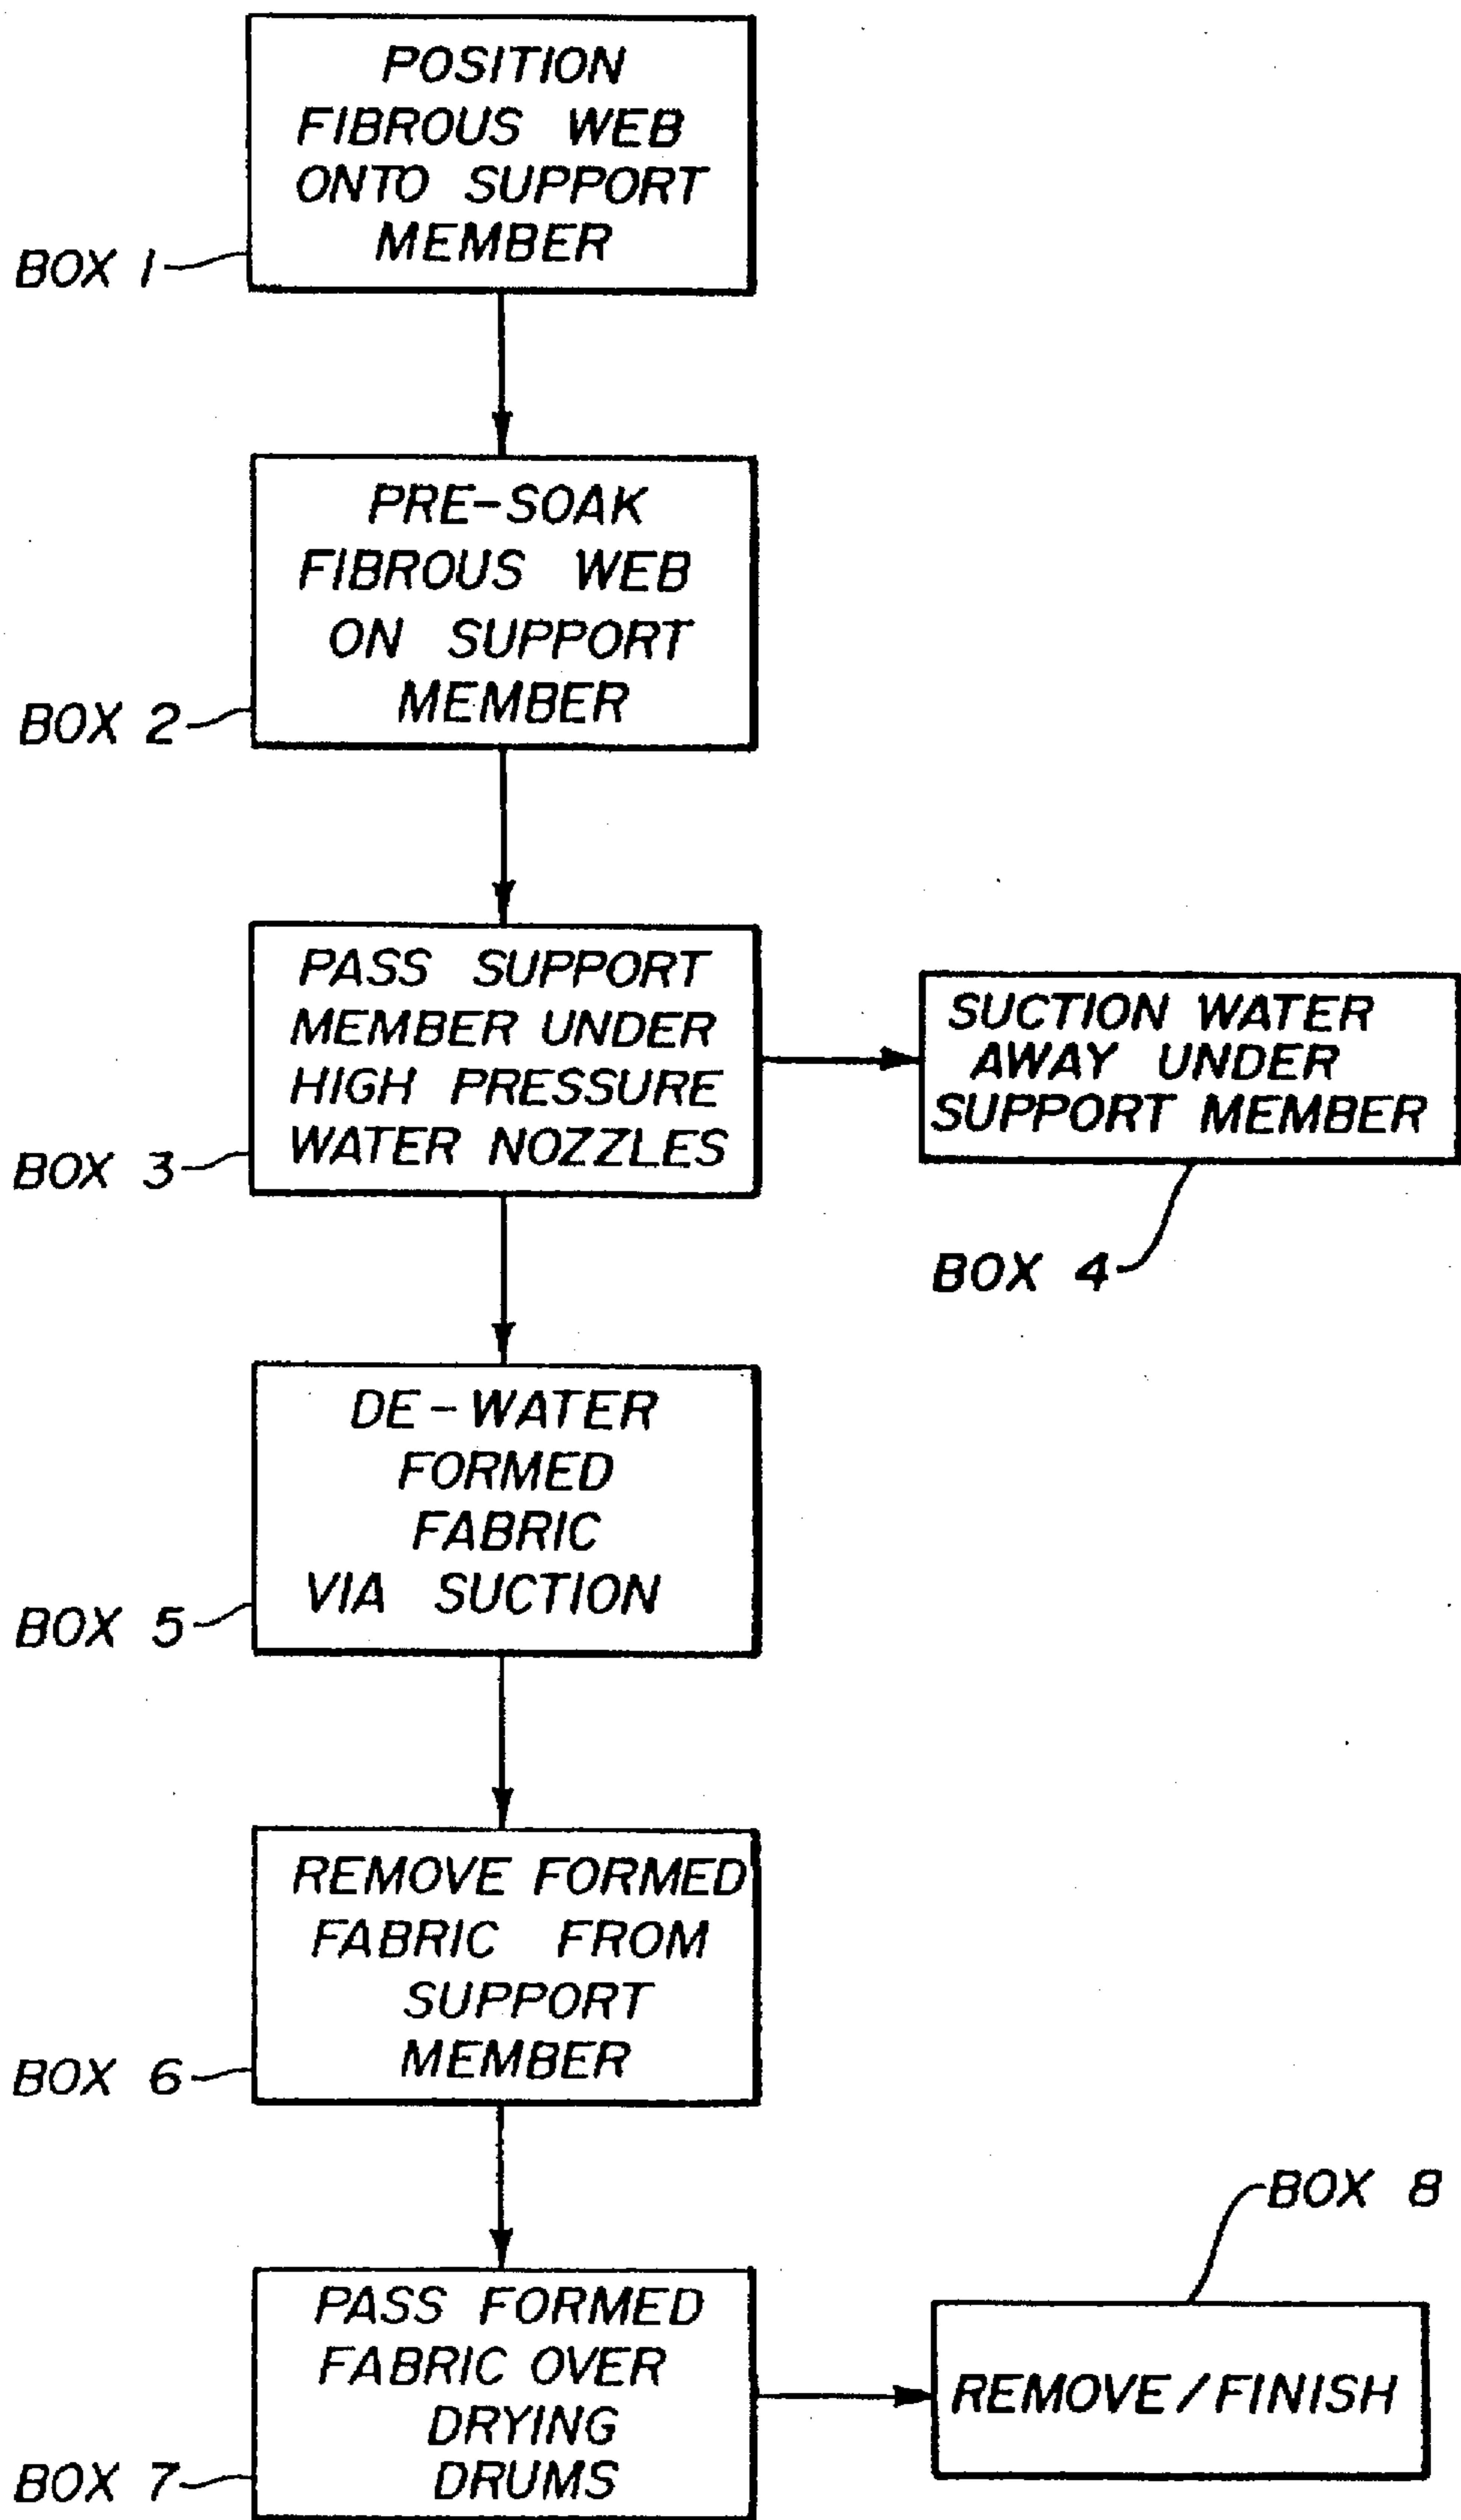 POSITION
FIBROUS WEB
ONTO SUPPORT
MEMBER
BOX 1
PRE-SOAK
FIBROUS WEB
ON SUPPORT
MEMBER
BOX 2
PASS SUPPORT
MEMBER UNDER
HIGH PRESSURE
WATER NOZZLES
BOX 3
SUCTION WATER
AWAY UNDER
SUPPORT MEMBER
BOX 4
DE-WATER
FORMED
FABRIC
VIA SUCTION
BOX 5
REMOVE FORMED
FABRIC FROM
SUPPORT
MEMBER
BOX 6
PASS FORMED
FABRIC OVER
DRYING
DRUMS
BOX 7
BOX 8
REMOVE/FINISH